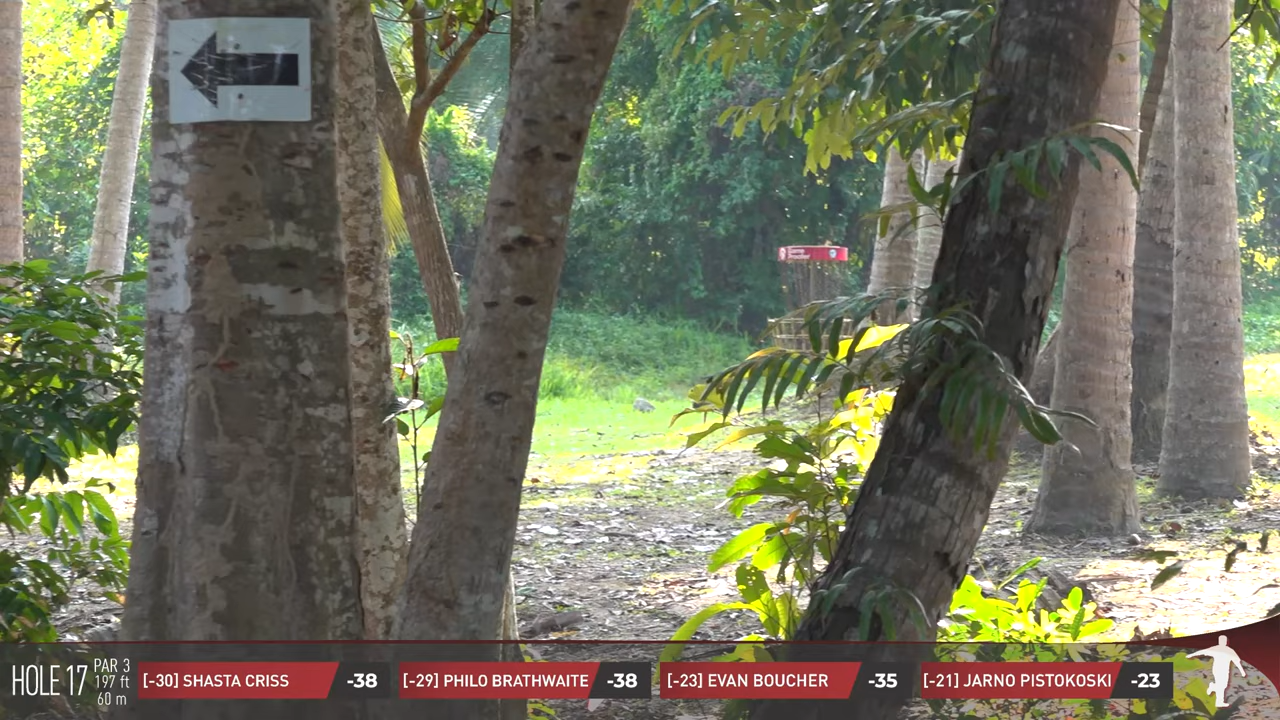 HOLE 17
PAR 3
197 ft
60 m
[-30] SHASTA CRISS -38
[-29] PHILO BRATHWAITE -38
[-23] EVAN BOUCHER -35
[-21] JARNO PISTOKOSKI -23